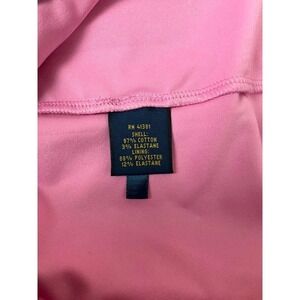 RN 41381
SHELL:
97% COTTON
3% ELASTANE
LINING:
88% POLYESTER
12% ELASTANE